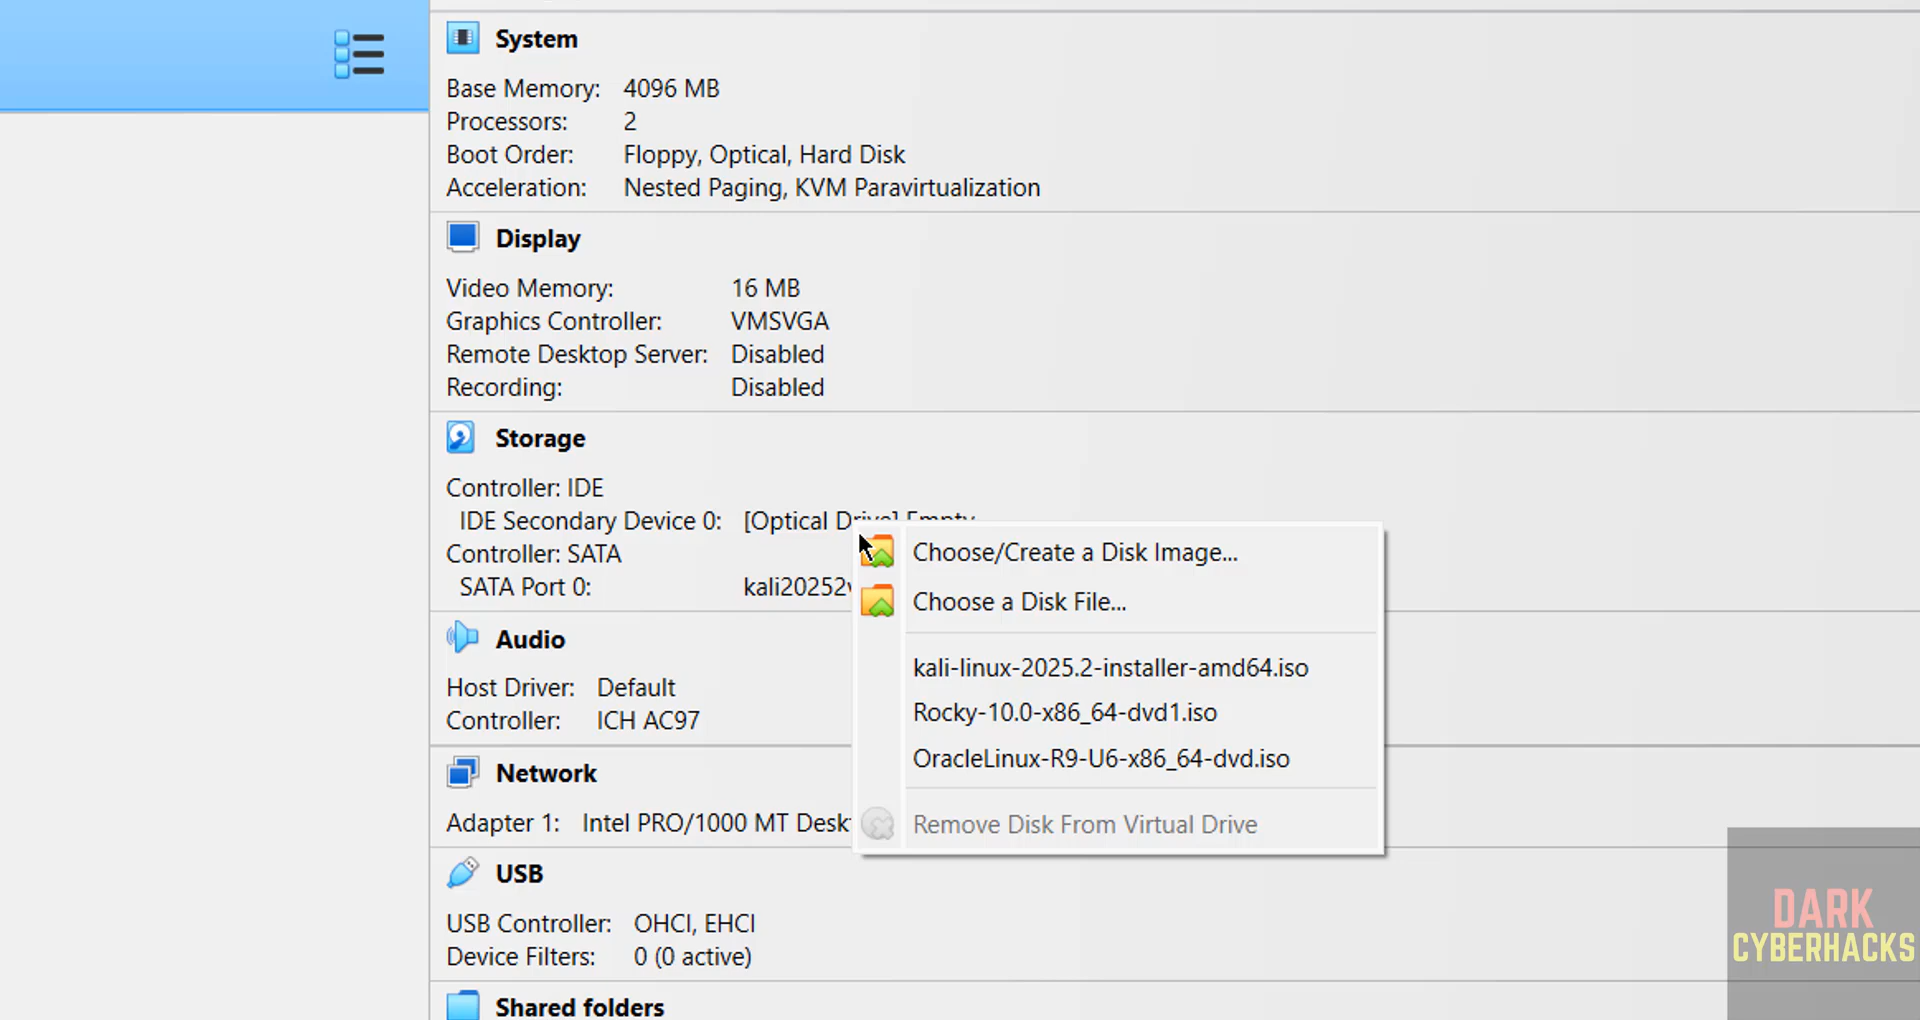 System
Base Memory: 4096 MB
Processors: 2
Boot Order: Floppy, Optical, Hard Disk
Acceleration: Nested Paging, KVM Paravirtualization
Display
Video Memory: 16 MB
Graphics Controller: VMSVGA
Remote Desktop Server: Disabled
Recording: Disabled
Storage
Controller: IDE
IDE Secondary Device 0: [Optical Drive] Empty
Controller: SATA
SATA Port 0: kali20252v
Choose/Create a Disk Image...
Choose a Disk File...
kali-linux-2025.2-installer-amd64.iso
Rocky-10.0-x86_64-dvd1.iso
OracleLinux-R9-U6-x86_64-dvd.iso
Remove Disk From Virtual Drive
Audio
Host Driver: Default
Controller: ICH AC97
Network
Adapter 1: Intel PRO/1000 MT Desk
USB
USB Controller: OHCI, EHCI
Device Filters: 0 (0 active)
Shared folders
DARK
CYBERHACKS